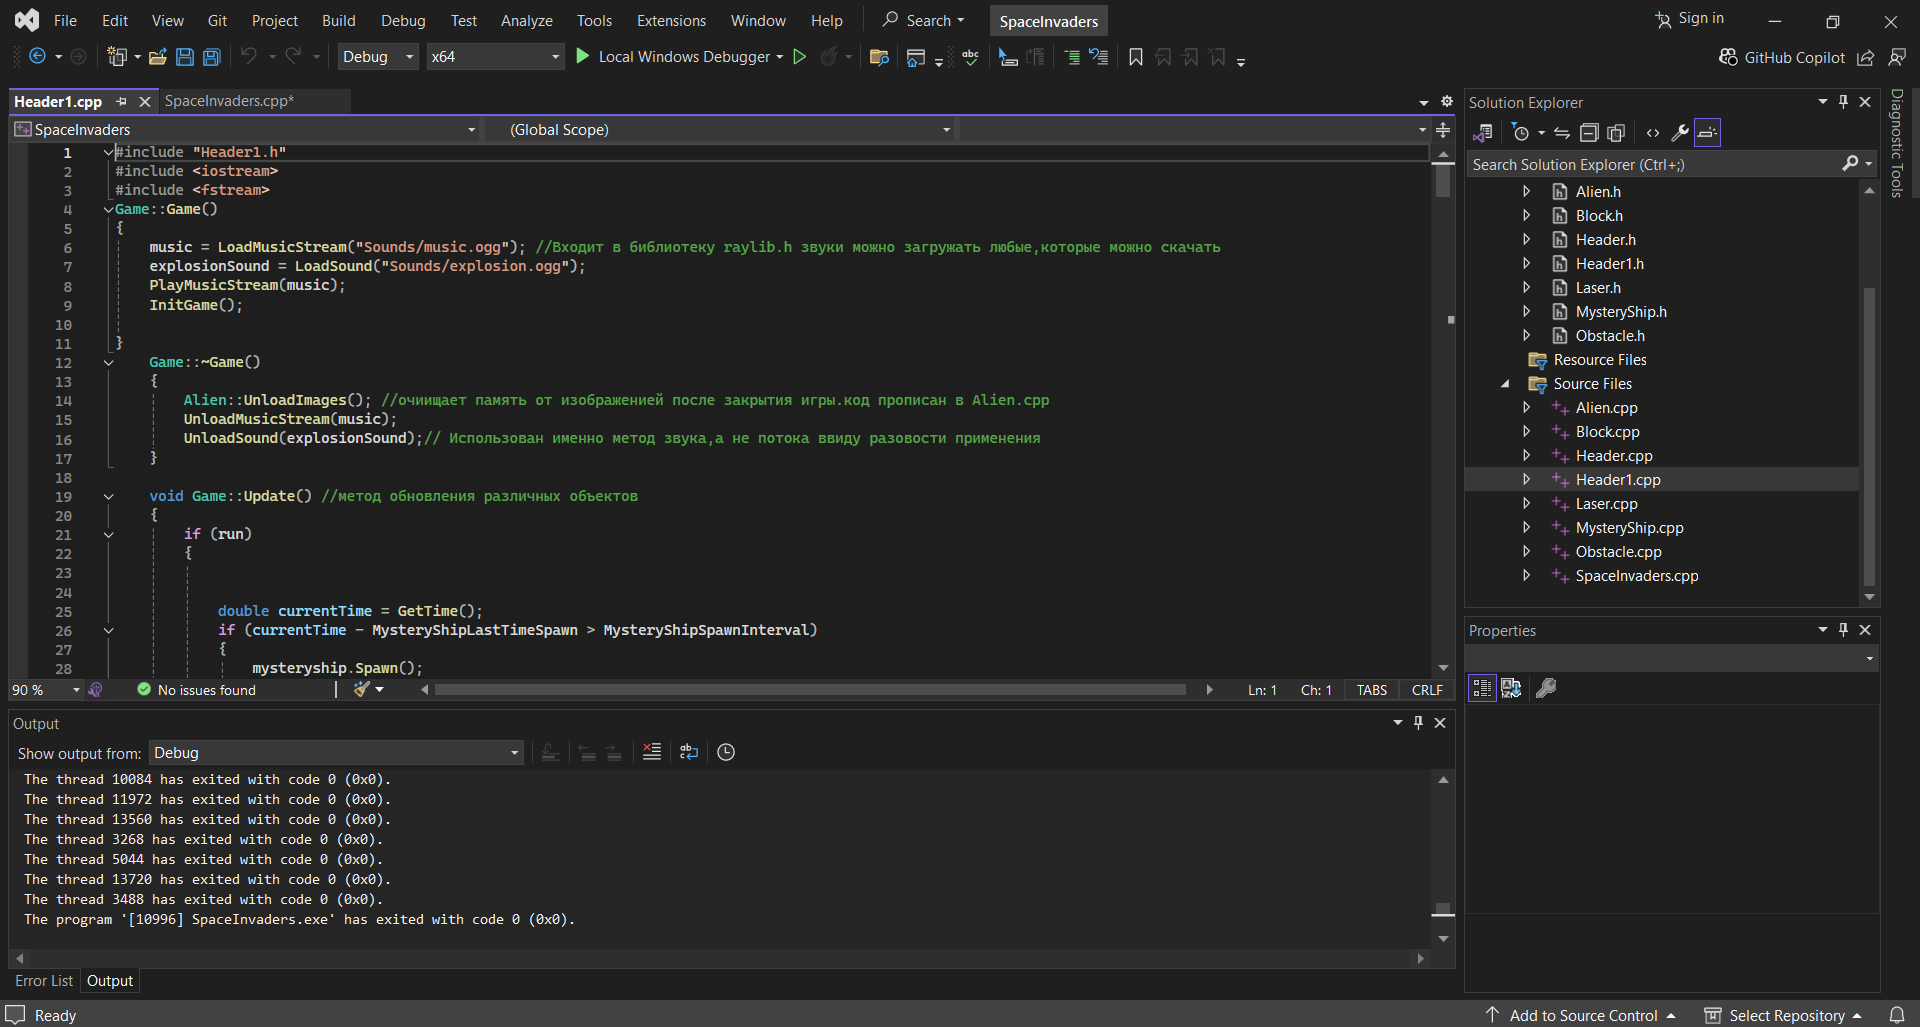 File Edit View Git Project Build Debug Test Analyze Tools Extensions Window Help Search SpaceInvaders Sign in
Debug x64 Local Windows Debugger GitHub Copilot
Header1.cpp SpaceInvaders.cpp*
SpaceInvaders (Global Scope)
1 #include "Header1.h"
2 #include <iostream>
3 #include <fstream>
4 Game::Game()
5 {
6 music = LoadMusicStream("Sounds/music.ogg"); //Входит в библиотеку raylib.h звуки можно загружать любые,которые можно скачать
7 explosionSound = LoadSound("Sounds/explosion.ogg");
8 PlayMusicStream(music);
9 InitGame();
10
11 }
12 Game::~Game()
13 {
14 Alien::UnloadImages(); //очиищает память от изображенией после закрытия игры.код прописан в Alien.cpp
15 UnloadMusicStream(music);
16 UnloadSound(explosionSound);// Использован именно метод звука,а не потока ввиду разовости применения
17 }
18
19 void Game::Update() //метод обновления различных объектов
20 {
21 if (run)
22 {
23
24
25 double currentTime = GetTime();
26 if (currentTime - MysteryShipLastTimeSpawn > MysteryShipSpawnInterval)
27 {
28 mysteryship.Spawn();
90 % No issues found Ln: 1 Ch: 1 TABS CRLF
Output
Show output from: Debug
The thread 10084 has exited with code 0 (0x0).
The thread 11972 has exited with code 0 (0x0).
The thread 13560 has exited with code 0 (0x0).
The thread 3268 has exited with code 0 (0x0).
The thread 5044 has exited with code 0 (0x0).
The thread 13720 has exited with code 0 (0x0).
The thread 3488 has exited with code 0 (0x0).
The program '[10996] SpaceInvaders.exe' has exited with code 0 (0x0).
Error List Output
Solution Explorer
Search Solution Explorer (Ctrl+;)
Alien.h
Block.h
Header.h
Header1.h
Laser.h
MysteryShip.h
Obstacle.h
Resource Files
Source Files
Alien.cpp
Block.cpp
Header.cpp
Header1.cpp
Laser.cpp
MysteryShip.cpp
Obstacle.cpp
SpaceInvaders.cpp
Properties
Diagnostic Tools
Ready Add to Source Control Select Repository